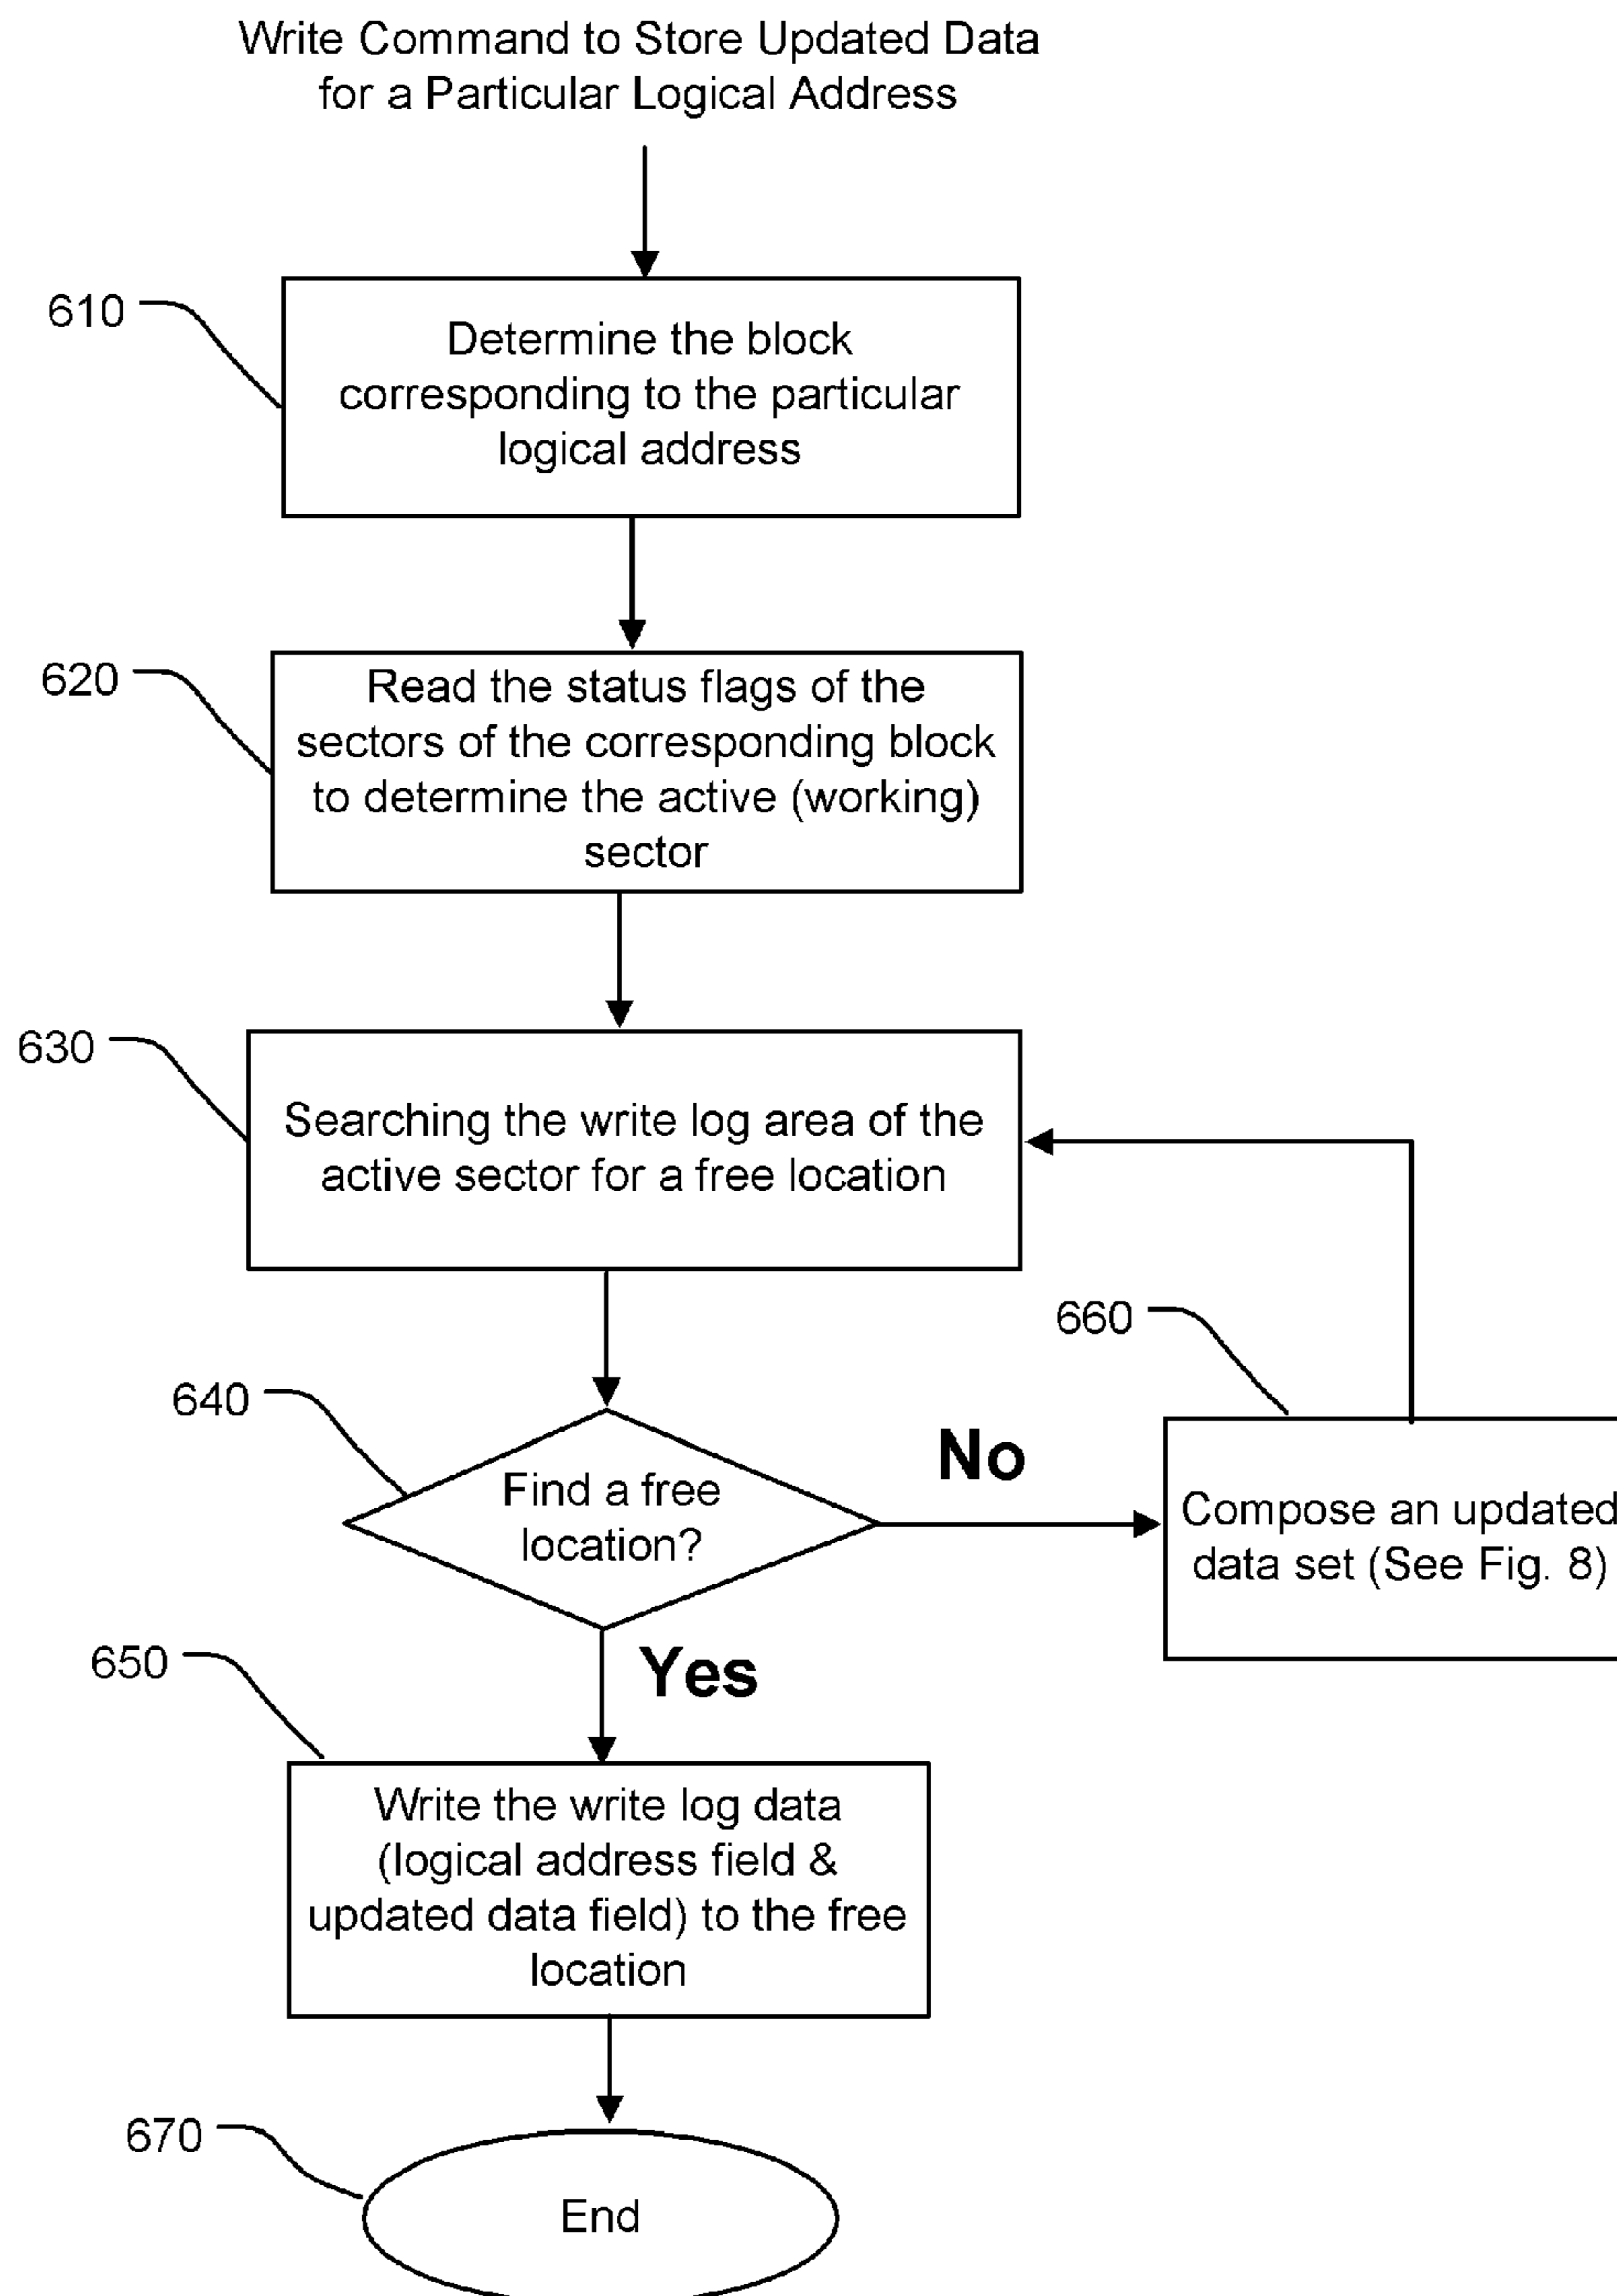 Write Command to Store Updated Data
for a Particular Logical Address
610
Determine the block
corresponding to the particular
logical address
620
Read the status flags of the
sectors of the corresponding block
to determine the active (working)
sector
630
Searching the write log area of the
active sector for a free location
640
Find a free
location?
No
660
Compose an updated
data set (See Fig. 8)
Yes
650
Write the write log data
(logical address field &
updated data field) to the free
location
670
End